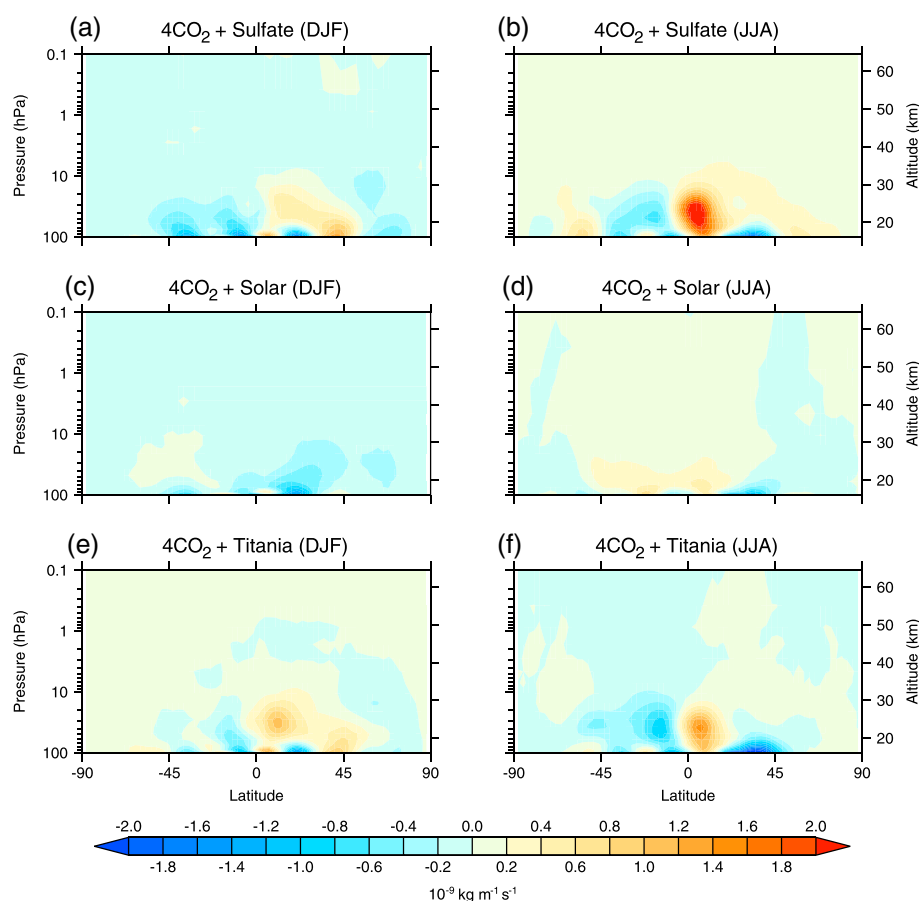 (a) 4CO2 + Sulfate (DJF)
(b) 4CO2 + Sulfate (JJA)
0.1
1
10
100
Pressure (hPa)
60
50
40
30
20
Altitude (km)
(c) 4CO2 + Solar (DJF)
(d) 4CO2 + Solar (JJA)
0.1
1
10
100
Pressure (hPa)
60
50
40
30
20
Altitude (km)
(e) 4CO2 + Titania (DJF)
(f) 4CO2 + Titania (JJA)
0.1
1
10
100
Pressure (hPa)
60
50
40
30
20
Altitude (km)
-90 -45 0 45 90
-90 -45 0 45 90
Latitude
Latitude
-2.0 -1.6 -1.2 -0.8 -0.4 0.0 0.4 0.8 1.2 1.6 2.0
-1.8 -1.4 -1.0 -0.6 -0.2 0.2 0.6 1.0 1.4 1.8
10-9 kg m-1 s-1